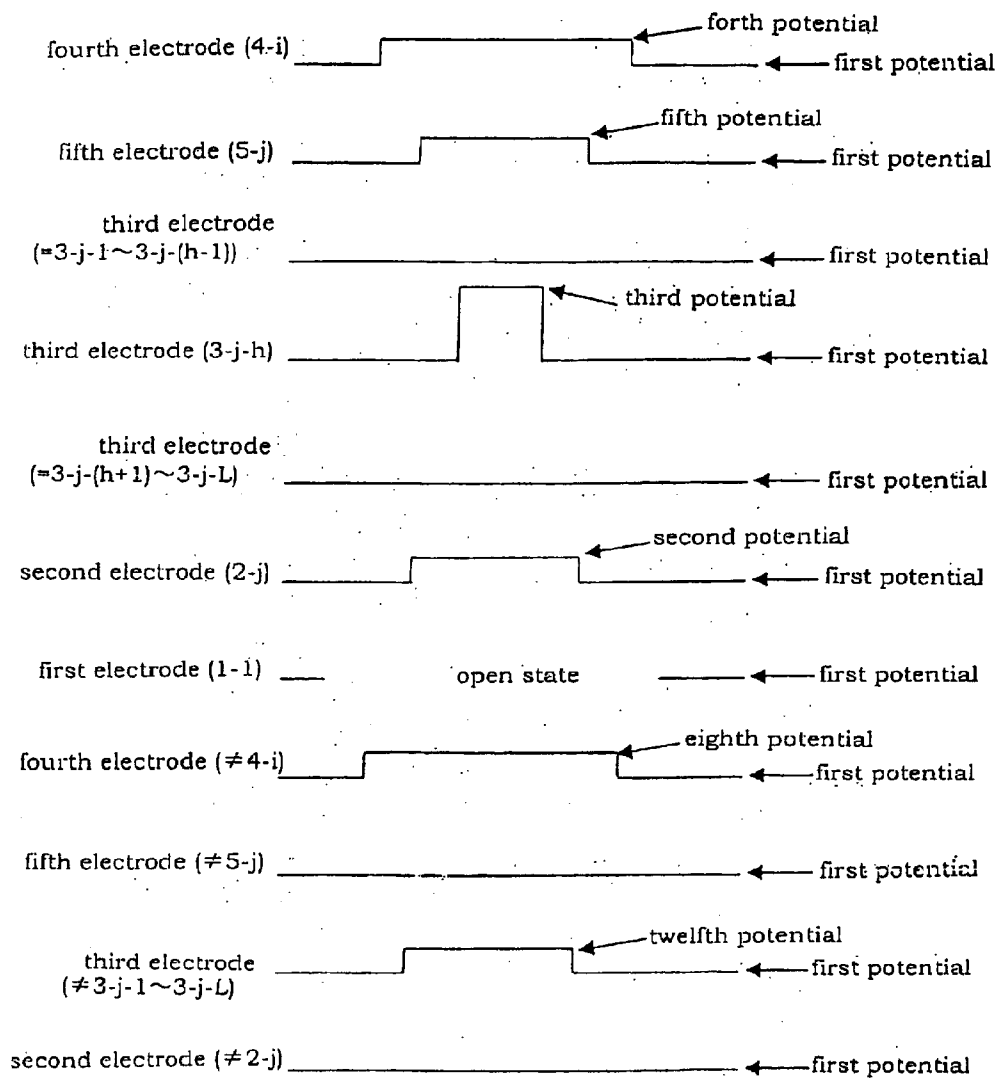 forth potential
fourth electrode (4-i)
first potential
fifth potential
fifth electrode (5-j)
first potential
third electrode
(=3-j-1~3-j-(h-1))
first potential
third potential
third electrode (3-j-h)
first potential
third electrode
(=3-j-(h+1)~3-j-L)
first potential
second potential
second electrode (2-j)
first potential
first electrode (1-1)
open state
first potential
eighth potential
fourth electrode (≠4-i)
first potential
fifth electrode (≠5-j)
first potential
twelfth potential
third electrode
(≠3-j-1~3-j-L)
first potential
second electrode (≠2-j)
first potential